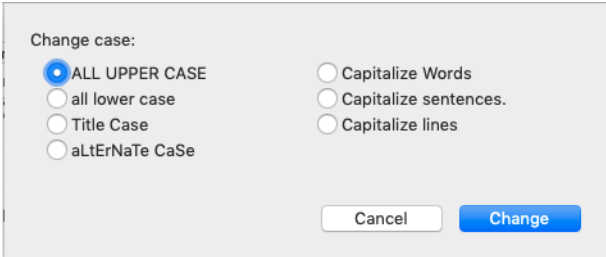 Change case:
ALL UPPER CASE
all lower case
Title Case
aLtErNaTe CaSe
Capitalize Words
Capitalize sentences.
Capitalize lines
Cancel
Change